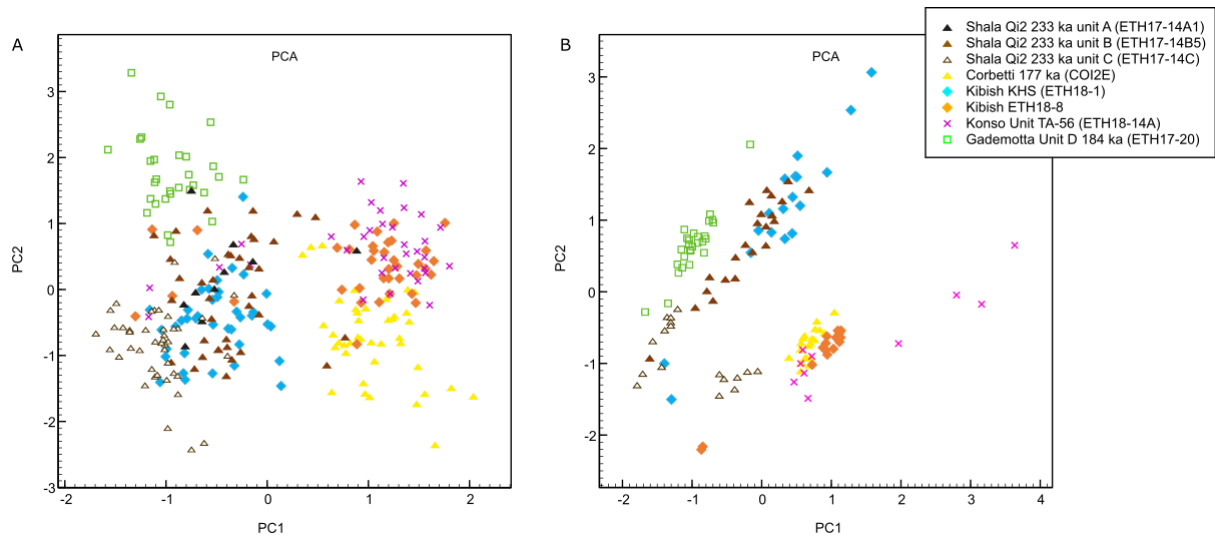 A
PCA
3
2
1
0
-1
-2
-3
PC2
-2
-1
0
1
2
PC1
B
PCA
3
2
1
0
-1
-2
PC2
-2
-1
0
1
2
3
4
PC1
Shala Qi2 233 ka unit A (ETH17-14A1)
Shala Qi2 233 ka unit B (ETH17-14B5)
Shala Qi2 233 ka unit C (ETH17-14C)
Corbetti 177 ka (COI2E)
Kibish KHS (ETH18-1)
Kibish ETH18-8
Konso Unit TA-56 (ETH18-14A)
Gademotta Unit D 184 ka (ETH17-20)